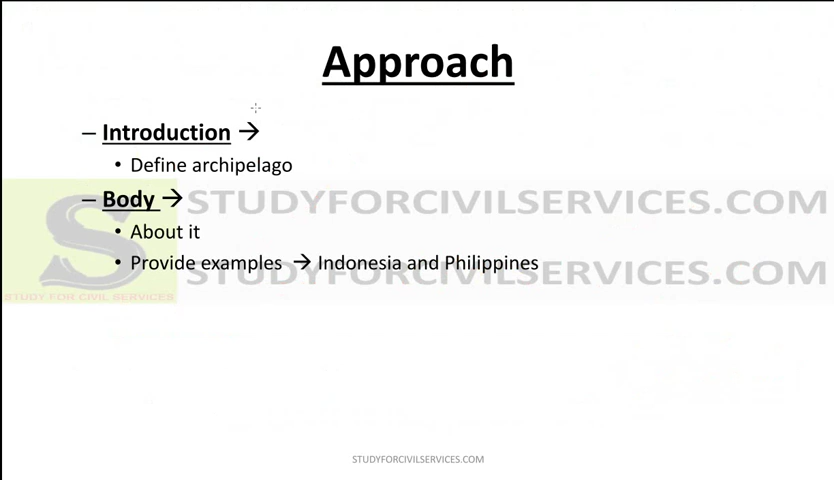 Approach
– Introduction →
• Define archipelago
– Body →
STUDYFORCIVILSERVICES.COM
• About it
• Provide examples → Indonesia and Philippines
STUDYFORCIVILSERVICES.COM
S
STUDY FOR CIVIL SERVICES
STUDYFORCIVILSERVICES.COM